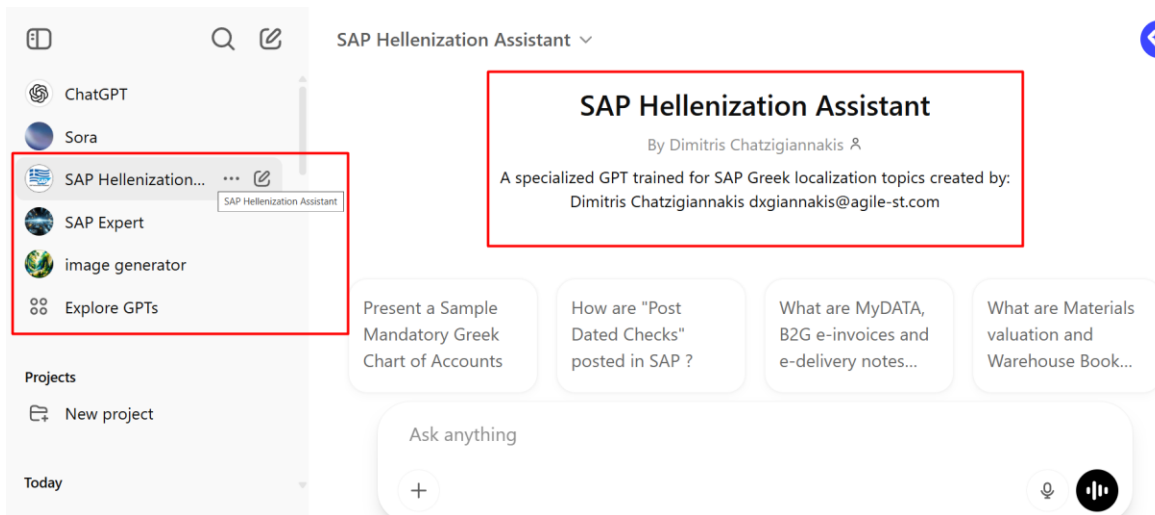 SAP Hellenization Assistant
ChatGPT
Sora
SAP Hellenization...
SAP Hellenization Assistant
SAP Expert
image generator
Explore GPTs
Projects
New project
Today
SAP Hellenization Assistant
By Dimitris Chatzigiannakis
A specialized GPT trained for SAP Greek localization topics created by:
Dimitris Chatzigiannakis dxgiannakis@agile-st.com
Present a Sample
Mandatory Greek
Chart of Accounts
How are "Post
Dated Checks"
posted in SAP ?
What are MyDATA,
B2G e-invoices and
e-delivery notes...
What are Materials
valuation and
Warehouse Book...
Ask anything